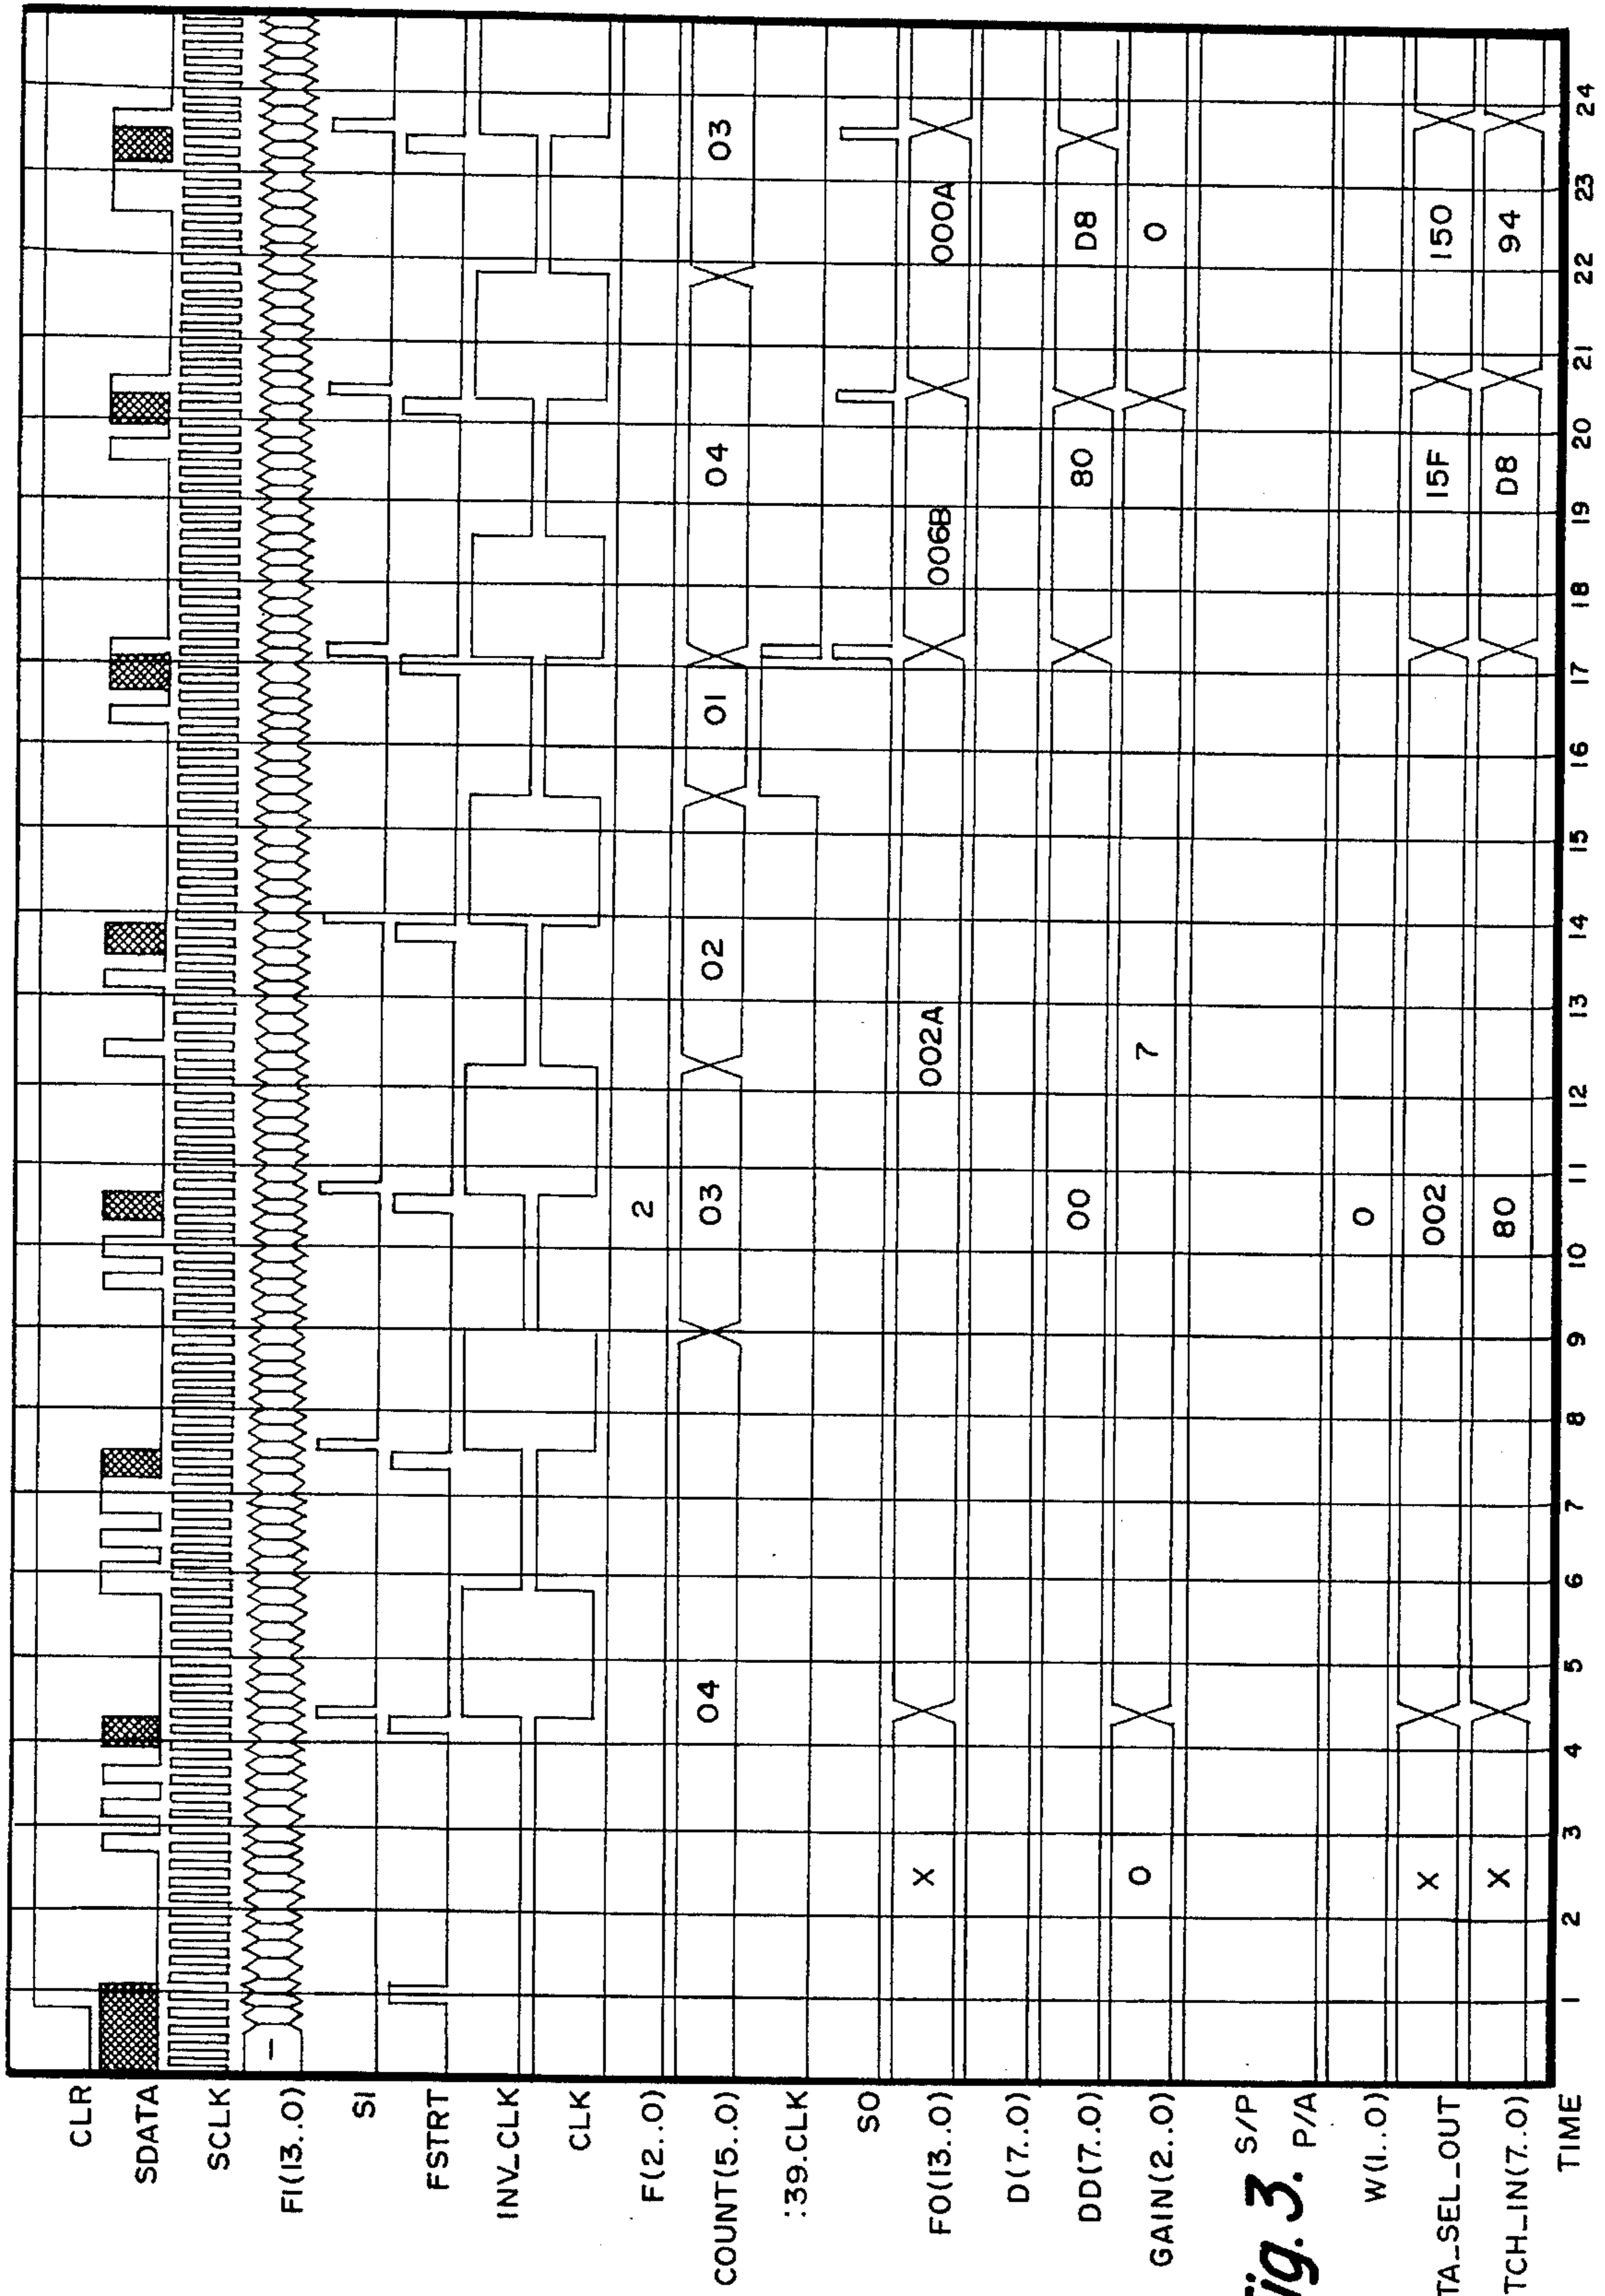 CLR
SDATA
SCLK
FI(13..0) –
SI
FSTRT
INV_CLK
CLK
F(2..0) 2
COUNT(5..0) 04 03 02 01 04 03
:39.CLK
SO
FO(13..0) X 002A 006B 000A
D(7..0)
DD(7..0) 00 80 D8
GAIN(2..0) 0 7 0
S/P
P/A
W(1..0) 0
TA_SEL_OUT X 002 15F 150
TCH_IN(7..0) X 80 D8 94
TIME 1 2 3 4 5 6 7 8 9 10 11 12 13 14 15 16 17 18 19 20 21 22 23 24
Fig. 3.